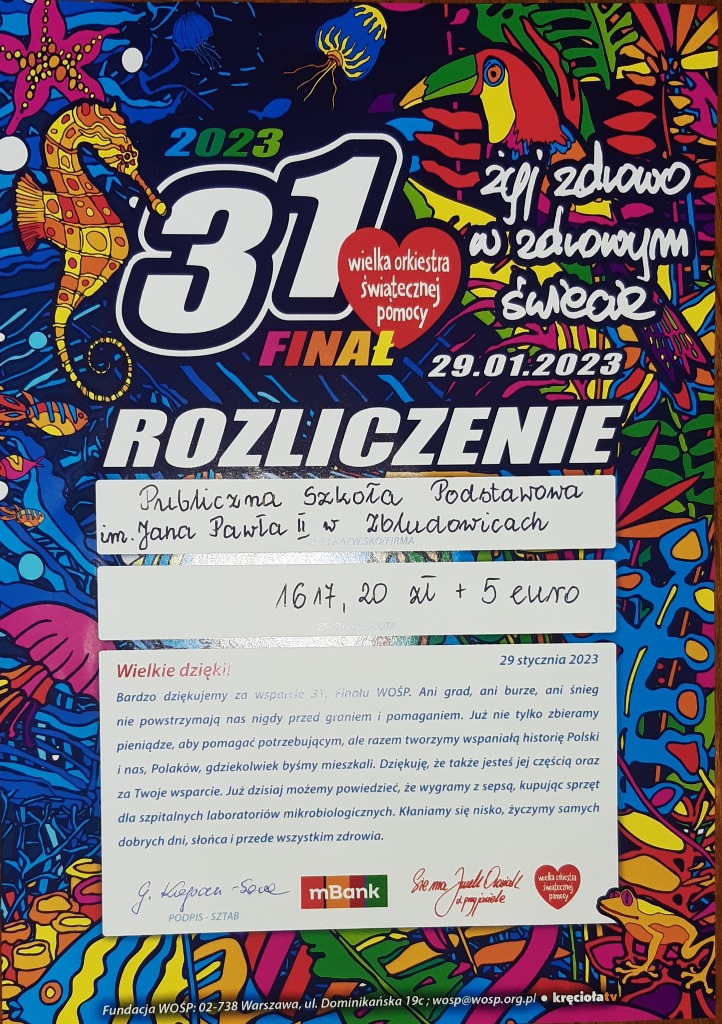 2023
31
wielka orkiestra
świątecznej
pomocy
FINAŁ
żyj zdrowo
w zdrowym
świecie
29.01.2023
ROZLICZENIE
Publiczna Szkoła Podstawowa
im. Jana Pawła II w Zbludowicach
1617,20 zł + 5 euro
Wielkie dzięki!
29 stycznia 2023
Bardzo dziękujemy za wsparcie 31. Finału WOŚP. Ani grad, ani burze, ani śnieg
nie powstrzymają nas nigdy przed graniem i pomaganiem. Już nie tylko zbieramy
pieniądze, aby pomagać potrzebującym, ale razem tworzymy wspaniałą historię Polski
i nas, Polaków, gdziekolwiek byśmy mieszkali. Dziękuję, że także jesteś jej częścią oraz
za Twoje wsparcie. Już dzisiaj możemy powiedzieć, że wygramy z sepsą, kupując sprzęt
dla szpitalnych laboratoriów mikrobiologicznych. Kłaniamy się nisko, życzymy samych
dobrych dni, słońca i przede wszystkim zdrowia.
PODPIS - SZTAB
mBank
Sie ma Jurek Owsiak
z przyjaciele
wielka orkiestra
świątecznej
pomocy
Fundacja WOŚP: 02-738 Warszawa, ul. Dominikańska 19c; wosp@wosp.org.pl • kręciołatv